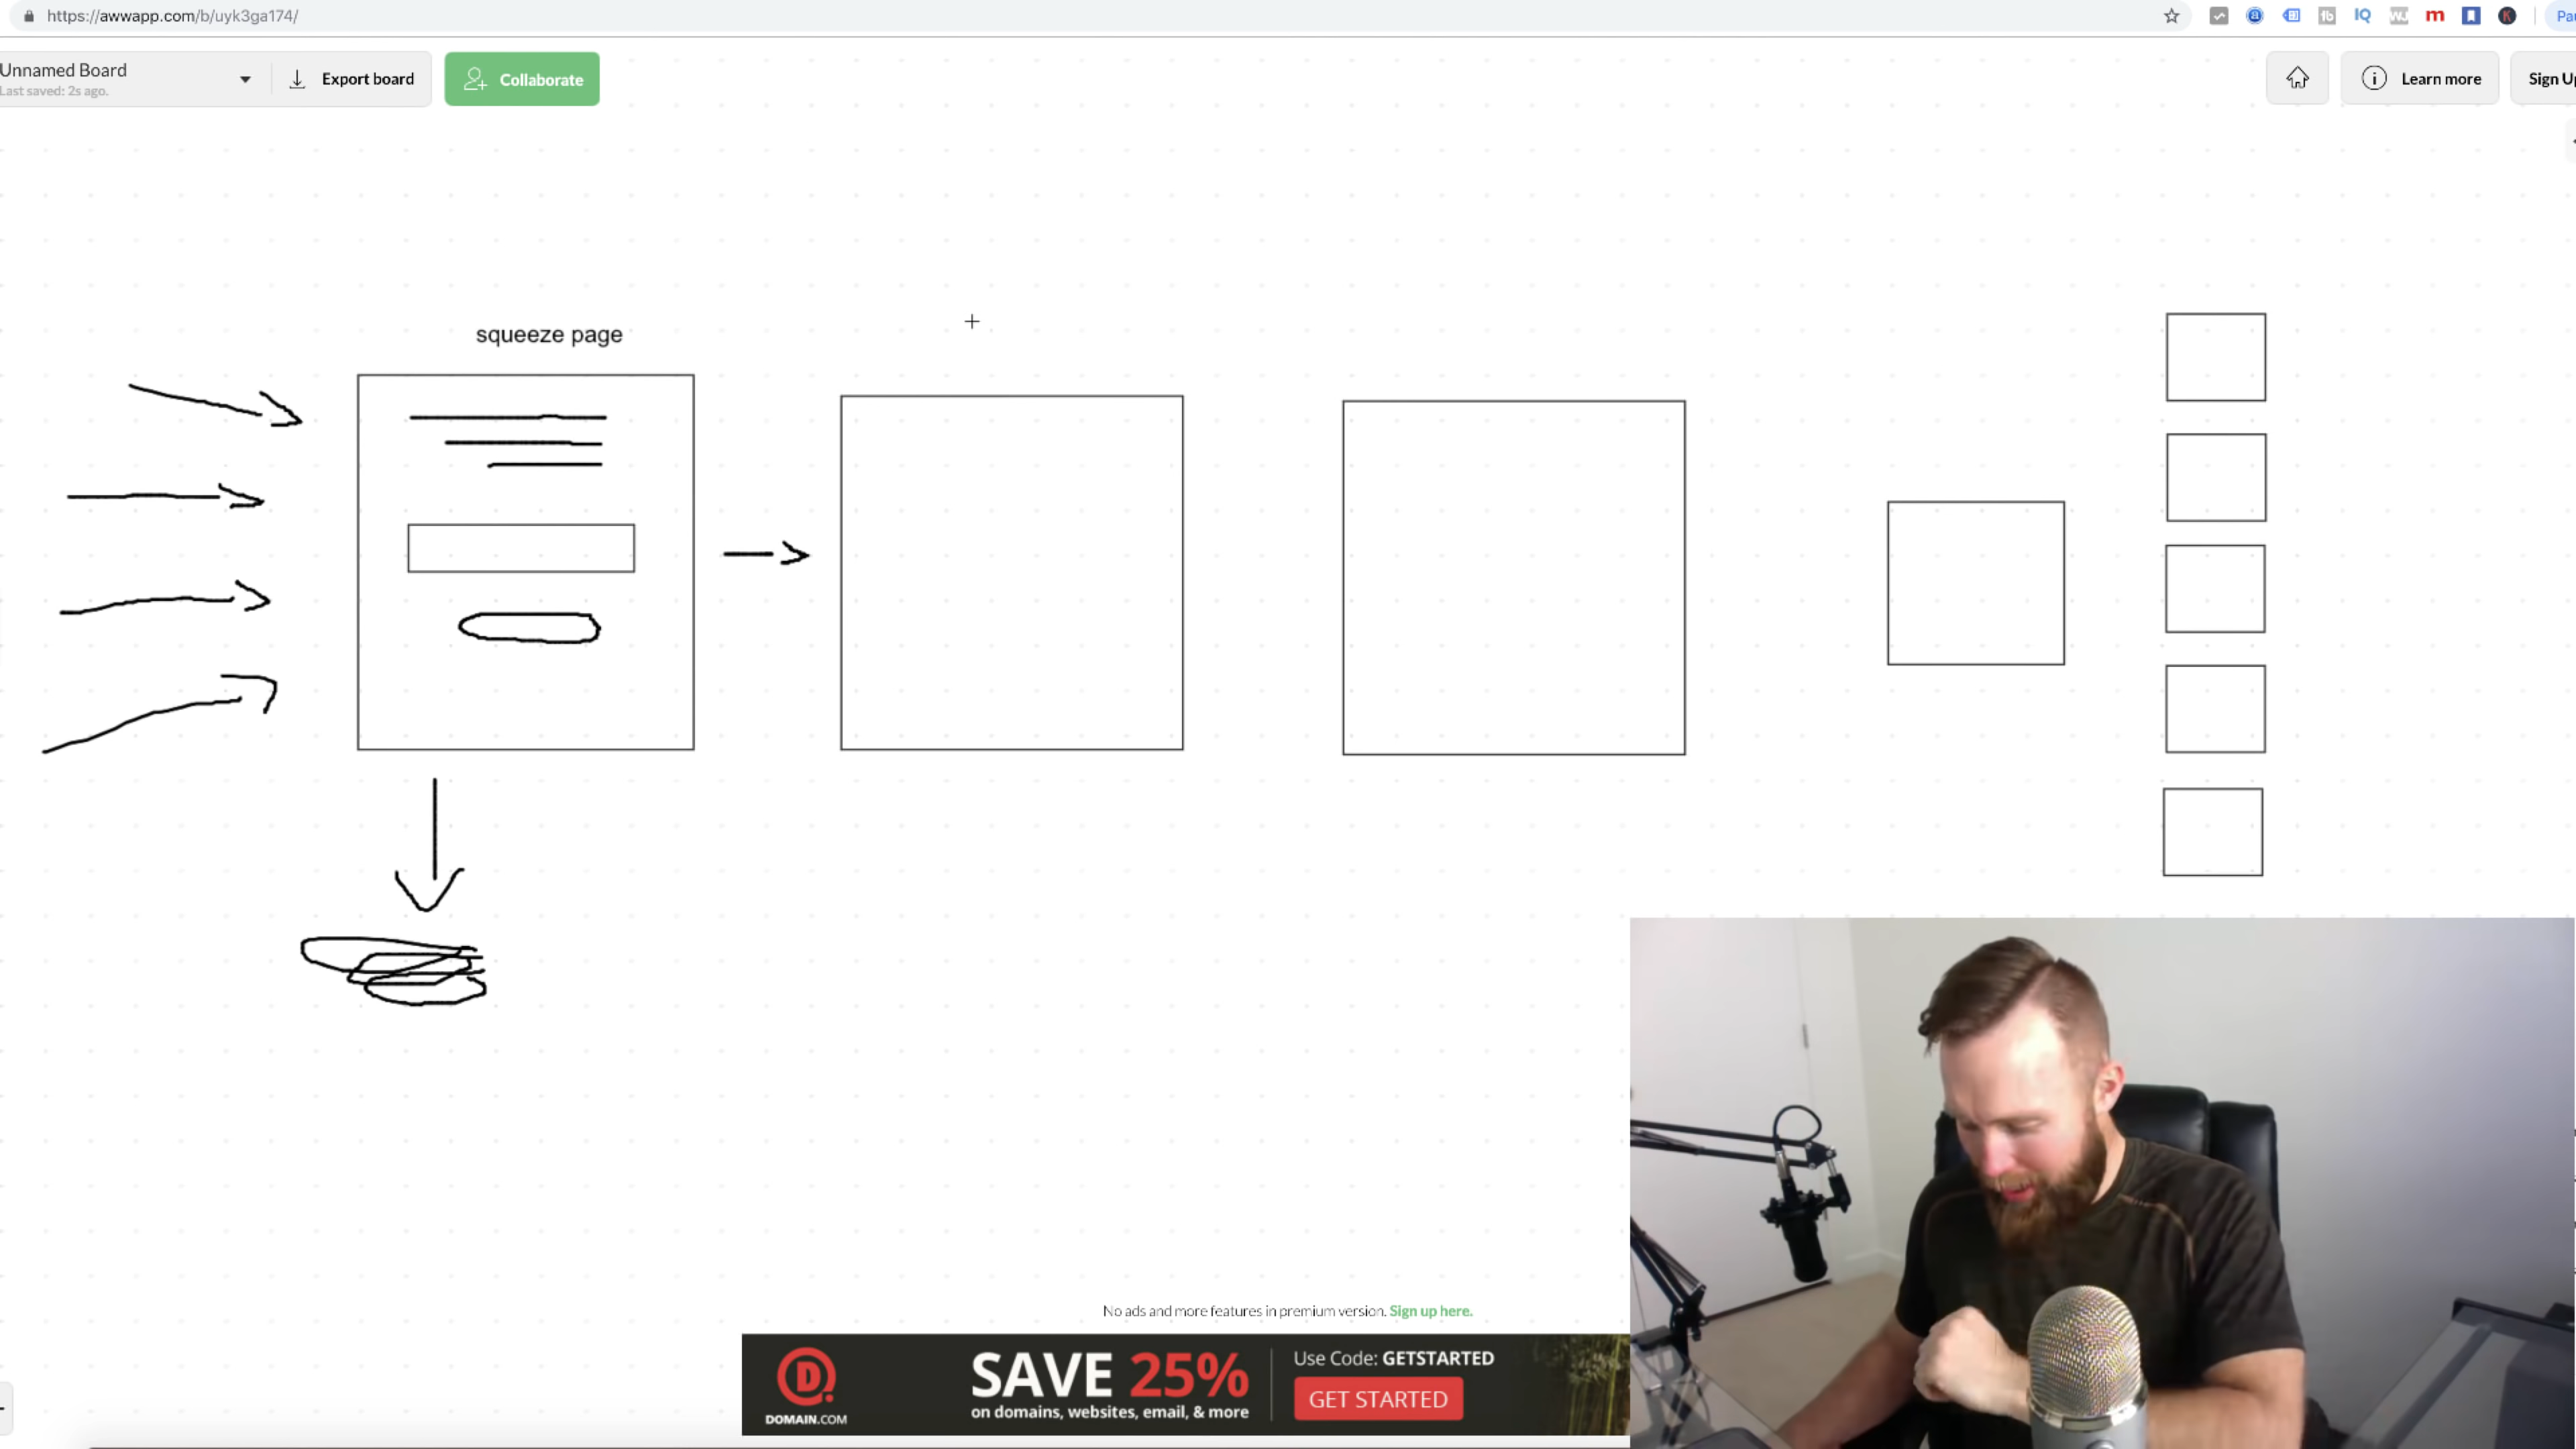 https://awwapp.com/b/uyk3ga174/
Unnamed Board
Last saved: 2s ago.
Export board
Collaborate
Learn more
squeeze page
No ads and more features in premium version. Sign up here.
D
DOMAIN.COM
SAVE 25%
on domains, websites, email, & more
Use Code: GETSTARTED
GET STARTED